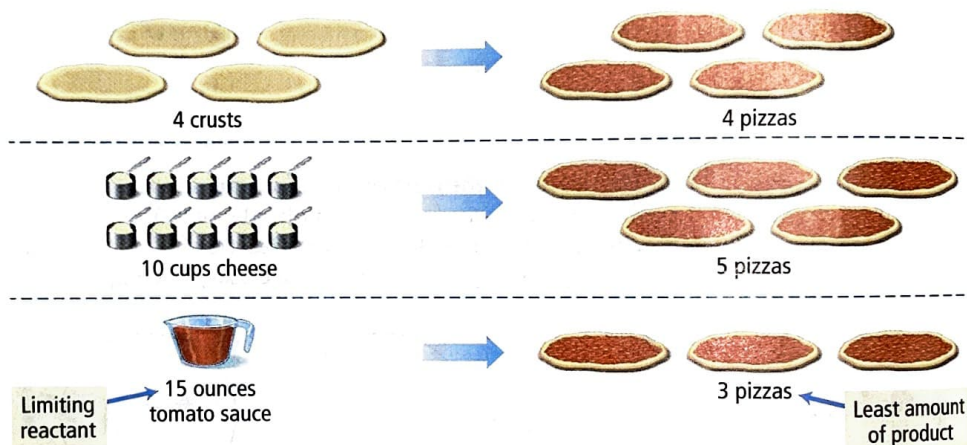 4 crusts
4 pizzas
10 cups cheese
5 pizzas
Limiting
reactant
15 ounces
tomato sauce
3 pizzas
Least amount
of product